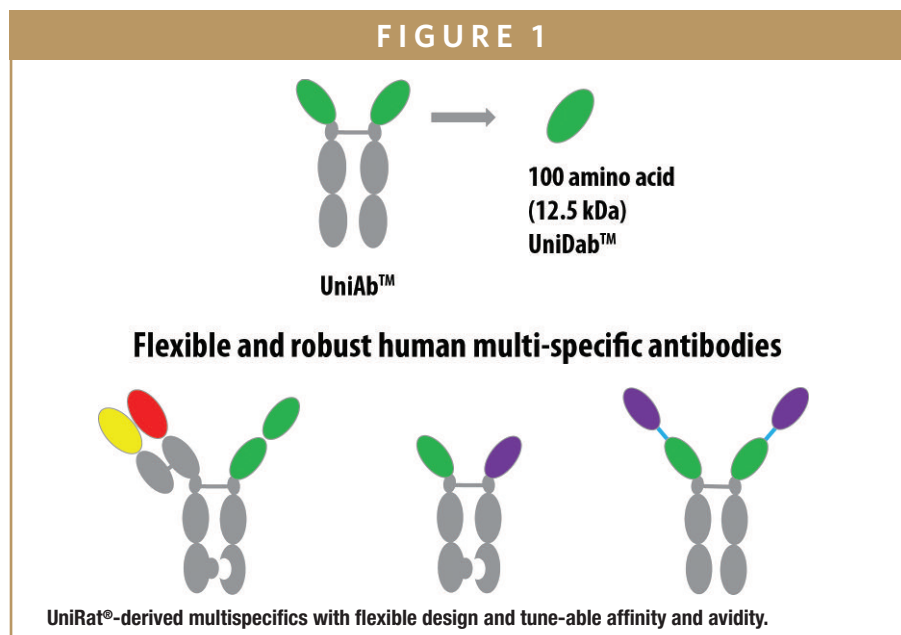 FIGURE 1
100 amino acid
(12.5 kDa)
UniDab™
UniAb™
Flexible and robust human multi-specific antibodies
UniRat®-derived multispecifics with flexible design and tune-able affinity and avidity.